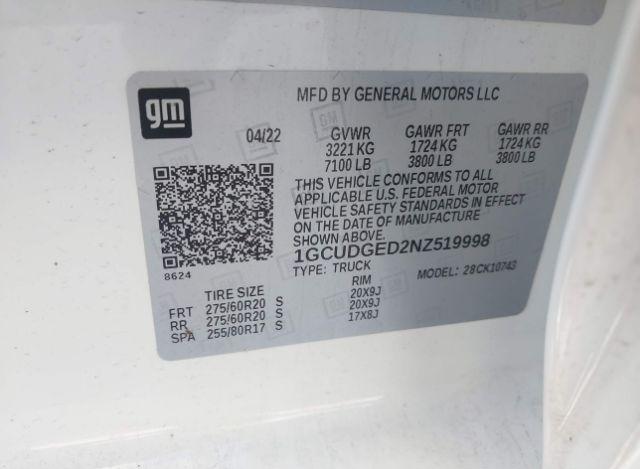 gm
MFD BY GENERAL MOTORS LLC
04/22 GVWR GAWR FRT GAWR RR
3221 KG 1724 KG 1724 KG
7100 LB 3800 LB 3800 LB
THIS VEHICLE CONFORMS TO ALL
APPLICABLE U.S. FEDERAL MOTOR
VEHICLE SAFETY STANDARDS IN EFFECT
ON THE DATE OF MANUFACTURE
SHOWN ABOVE.
1GCUDGED2NZ519998
8624
TYPE: TRUCK MODEL: 28CK10743
TIRE SIZE RIM
FRT 275/60R20 S 20X9J
RR 275/60R20 S 20X9J
SPA 255/80R17 S 17X8J